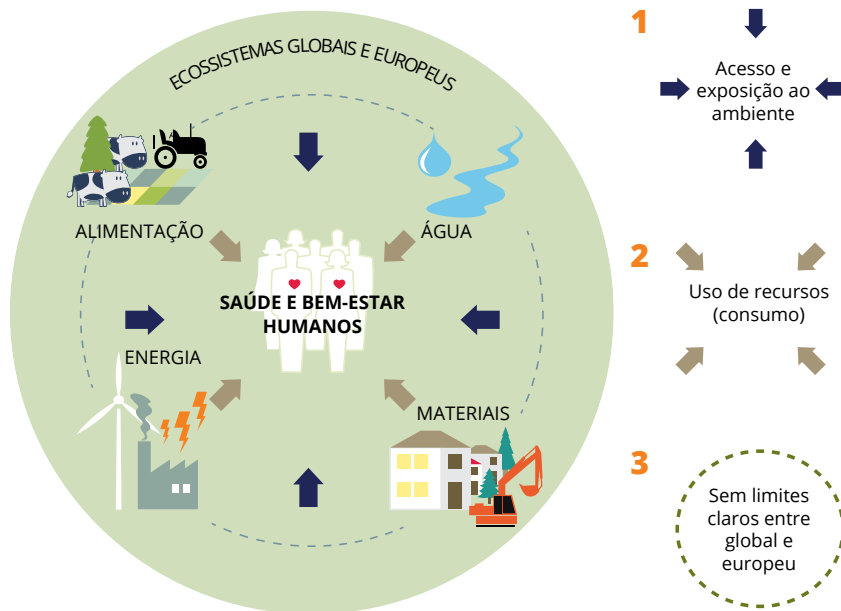 ECOSSISTEMAS GLOBAIS E EUROPEUS
ALIMENTAÇÃO
ÁGUA
SAÚDE E BEM-ESTAR
HUMANOS
ENERGIA
MATERIAIS
1
Acesso e
exposição ao
ambiente
2
Uso de recursos
(consumo)
3
Sem limites
claros entre
global e
europeu